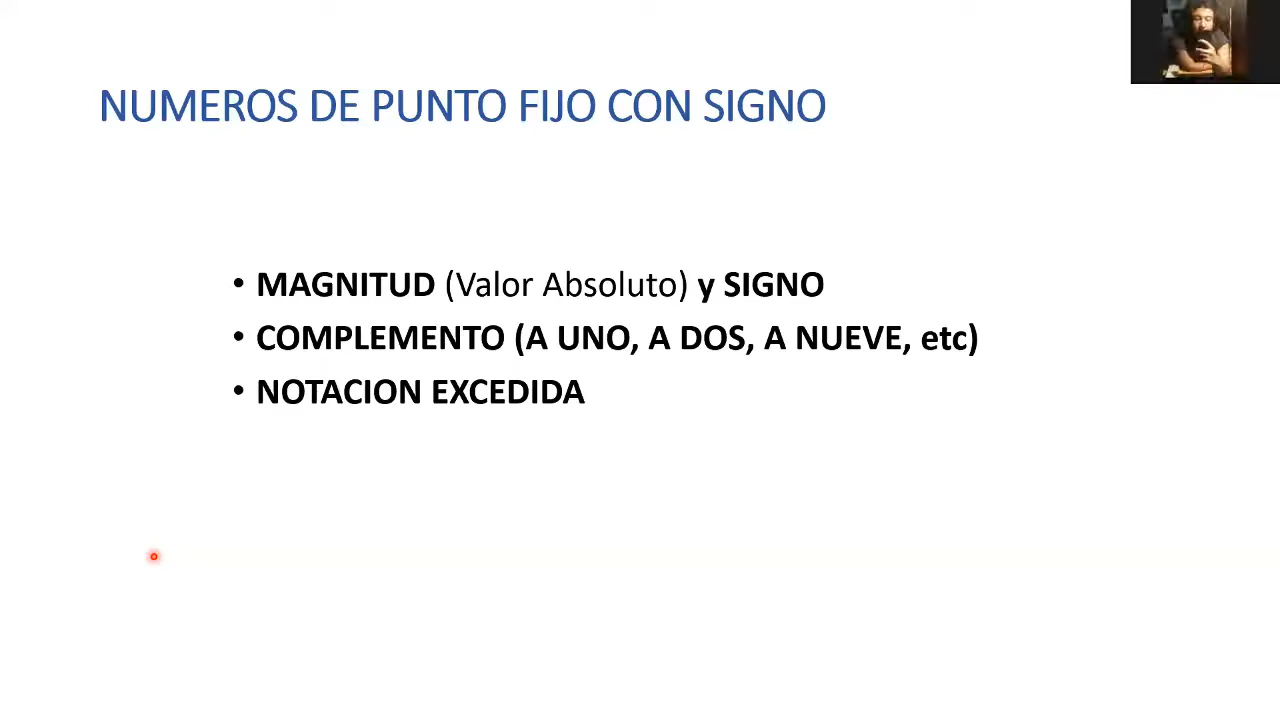 NUMEROS DE PUNTO FIJO CON SIGNO
• MAGNITUD (Valor Absoluto) y SIGNO
• COMPLEMENTO (A UNO, A DOS, A NUEVE, etc)
• NOTACION EXCEDIDA